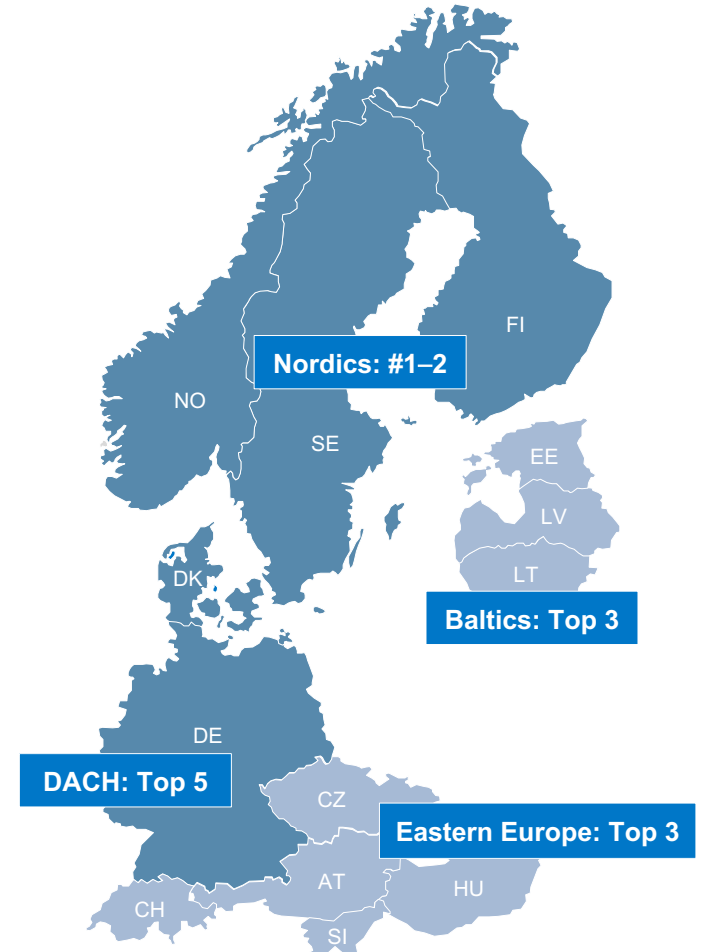 FI
Nordics: #1–2
NO
SE
EE
LV
LT
DK
Baltics: Top 3
DE
DACH: Top 5
CZ
Eastern Europe: Top 3
AT
HU
CH
SI